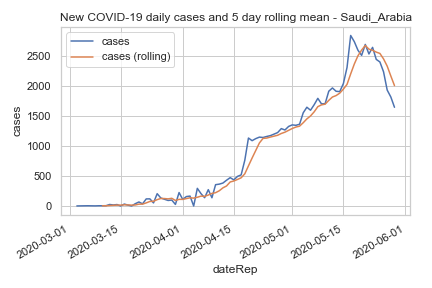 New COVID-19 daily cases and 5 day rolling mean - Saudi_Arabia
cases
cases (rolling)
2500
2000
1500
1000
500
0
cases
2020-03-01
2020-03-15
2020-04-01
2020-04-15
2020-05-01
2020-05-15
2020-06-01
dateRep